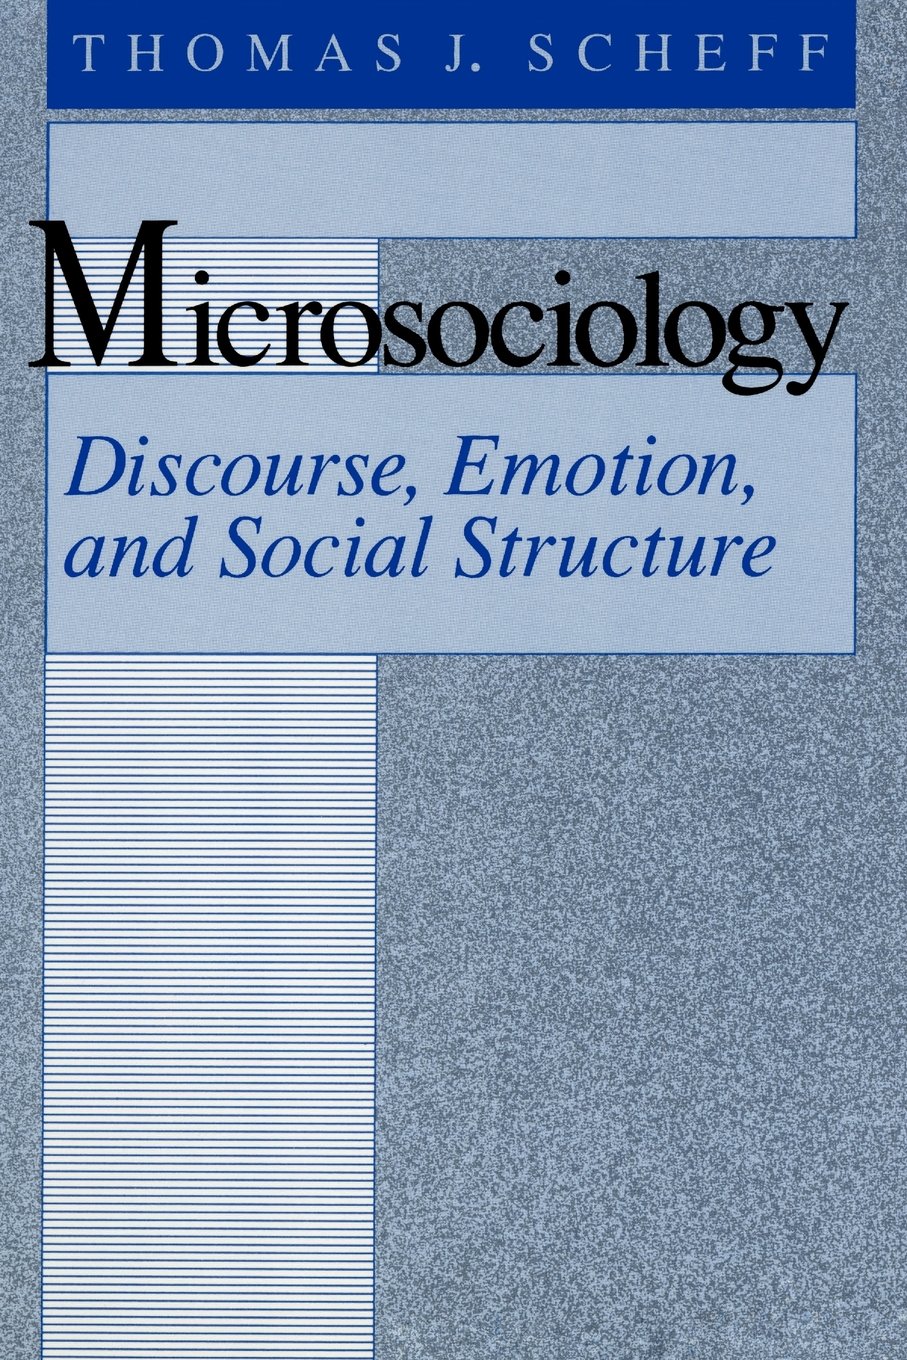 THOMAS J. SCHEFF
Microsociology
Discourse, Emotion,
and Social Structure